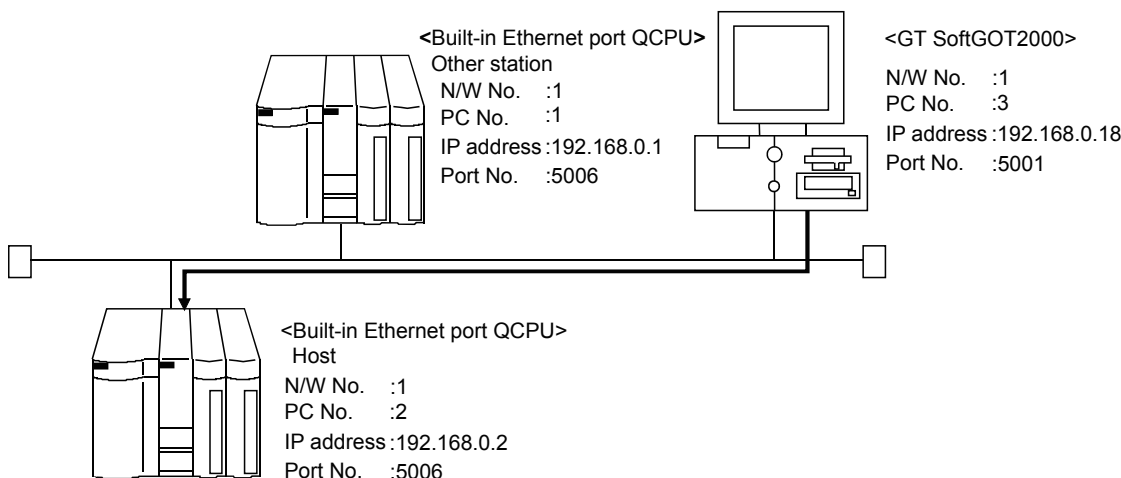 <Built-in Ethernet port QCPU>
Other station
N/W No. :1
PC No. :1
IP address :192.168.0.1
Port No. :5006
<GT SoftGOT2000>
N/W No. :1
PC No. :3
IP address :192.168.0.18
Port No. :5001
<Built-in Ethernet port QCPU>
Host
N/W No. :1
PC No. :2
IP address :192.168.0.2
Port No. :5006